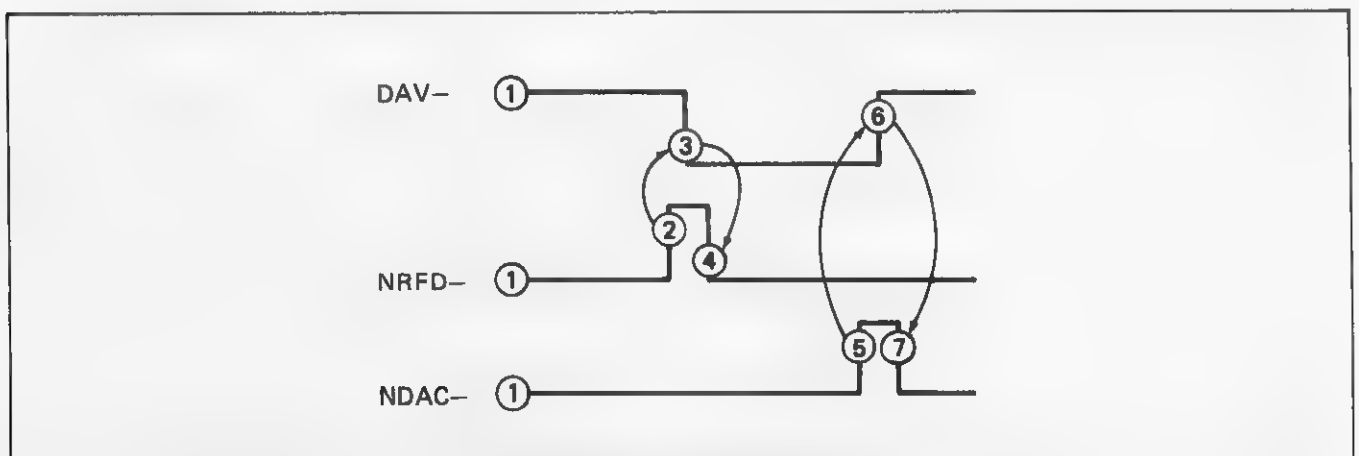 DAV– ① ⑥
③
② ④
NRFD– ①
⑤ ⑦
NDAC– ①